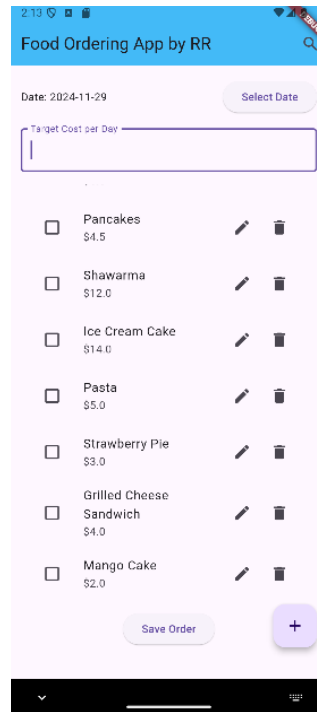 2:13
Food Ordering App by RR
Date: 2024-11-29
Select Date
Target Cost per Day
Pancakes
$4.5
Shawarma
$12.0
Ice Cream Cake
$14.0
Pasta
$5.0
Strawberry Pie
$3.0
Grilled Cheese
Sandwich
$4.0
Mango Cake
$2.0
Save Order
+